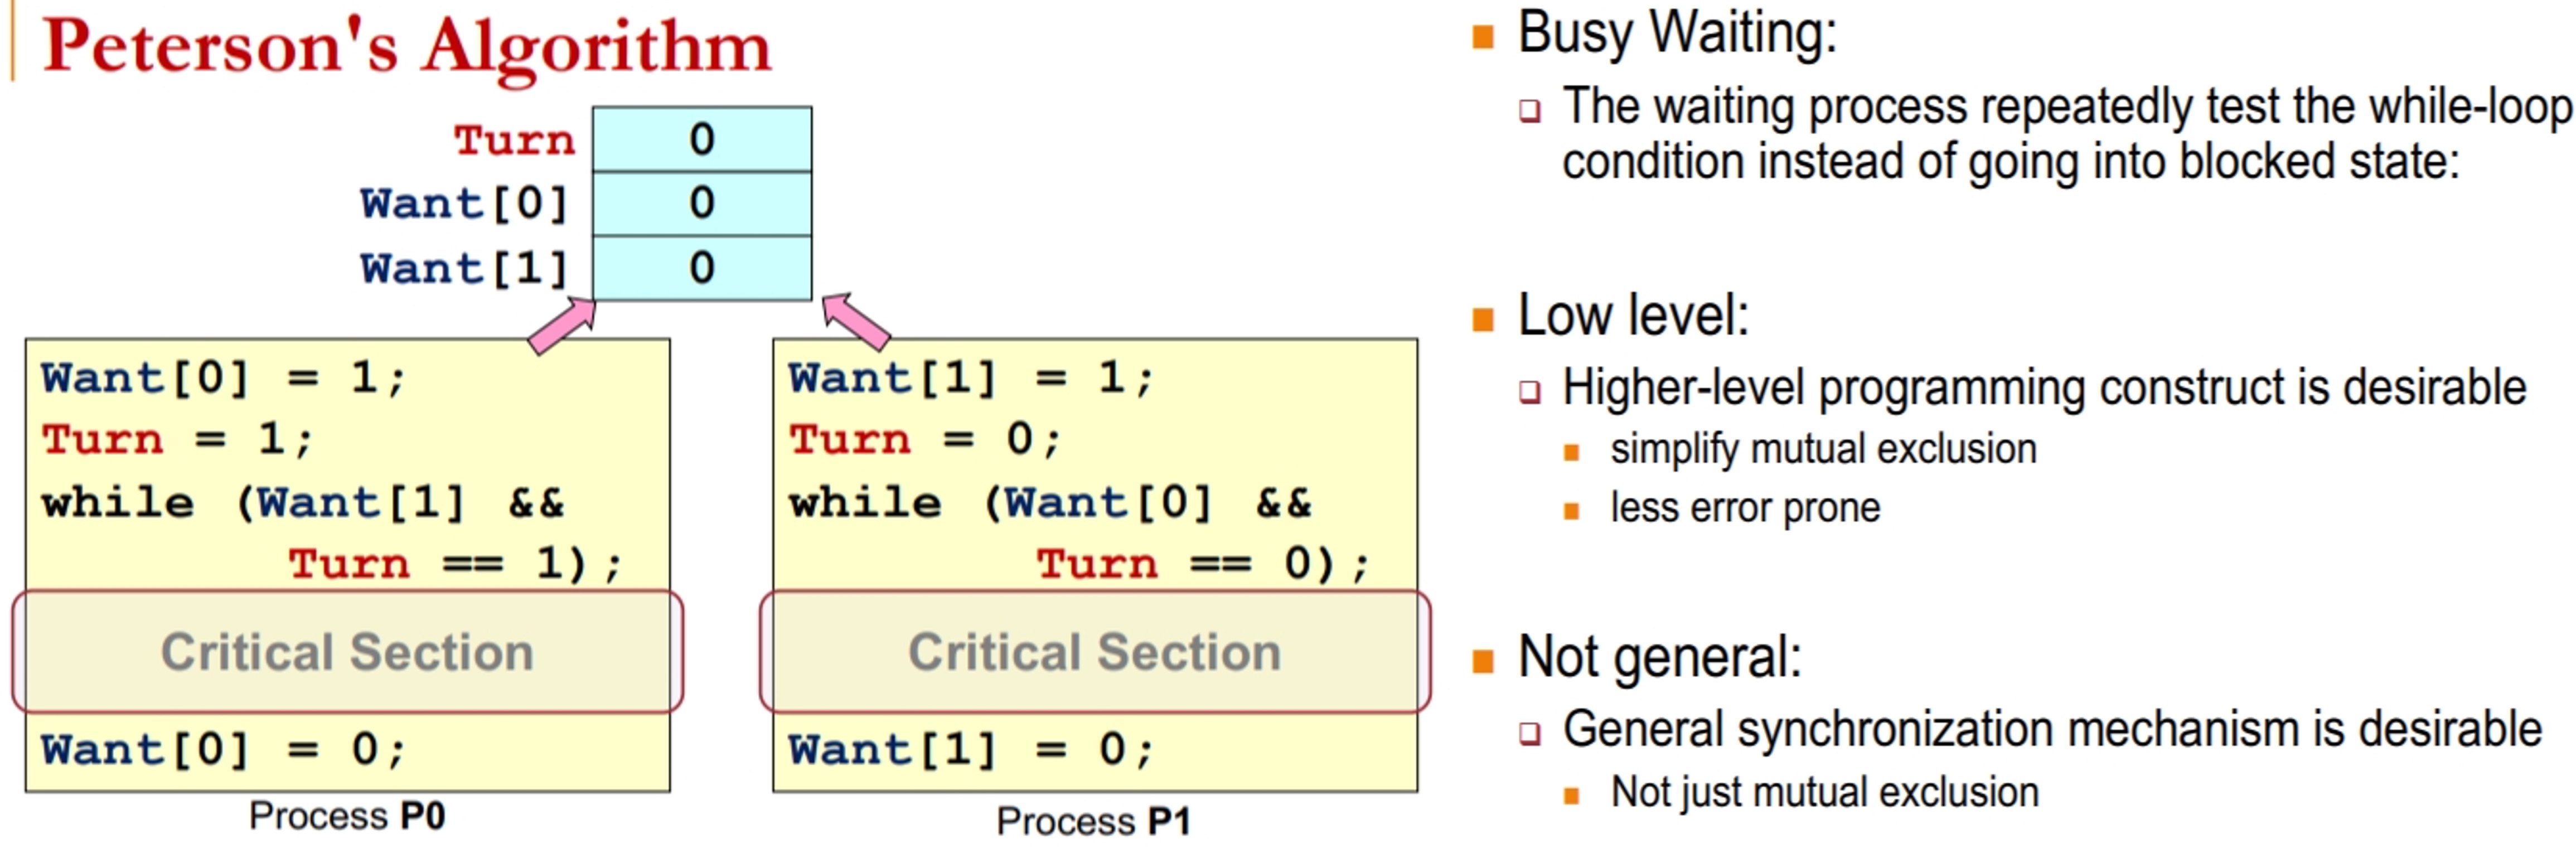 Peterson's Algorithm
Turn 0
Want[0] 0
Want[1] 0
Want[0] = 1;
Turn = 1;
while (Want[1] &&
Turn == 1);
Critical Section
Want[0] = 0;
Process P0
Want[1] = 1;
Turn = 0;
while (Want[0] &&
Turn == 0);
Critical Section
Want[1] = 0;
Process P1
Busy Waiting:
The waiting process repeatedly test the while-loop
condition instead of going into blocked state:
Low level:
Higher-level programming construct is desirable
simplify mutual exclusion
less error prone
Not general:
General synchronization mechanism is desirable
Not just mutual exclusion